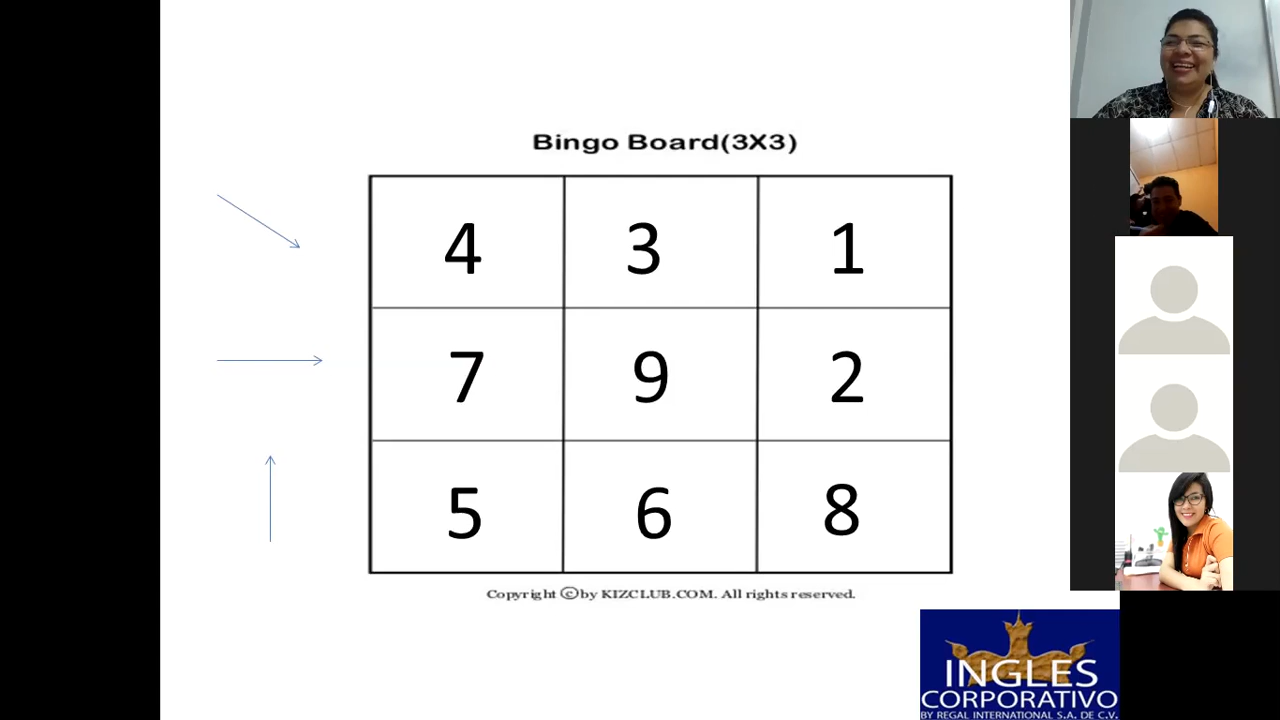 Bingo Board(3X3)
4 3 1
7 9 2
5 6 8
Copyright ©by KIZCLUB.COM. All rights reserved.
INGLES
CORPORATIVO
BY REGAL INTERNATIONAL S.A. DE C.V.